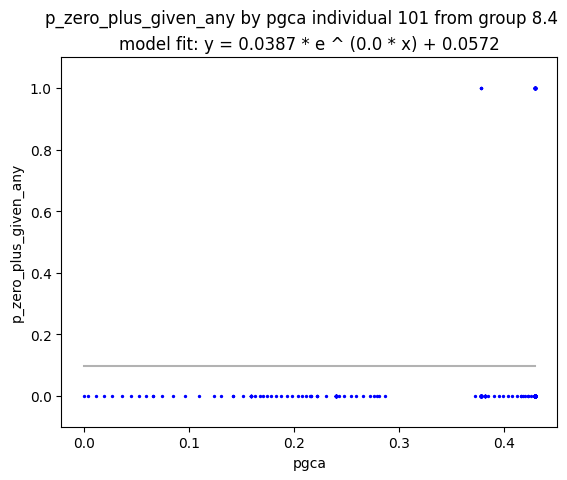 p_zero_plus_given_any by pgca individual 101 from group 8.4
model fit: y = 0.0387 * e ^ (0.0 * x) + 0.0572
1.0
0.8
0.6
0.4
0.2
0.0
p_zero_plus_given_any
0.0 0.1 0.2 0.3 0.4
pgca